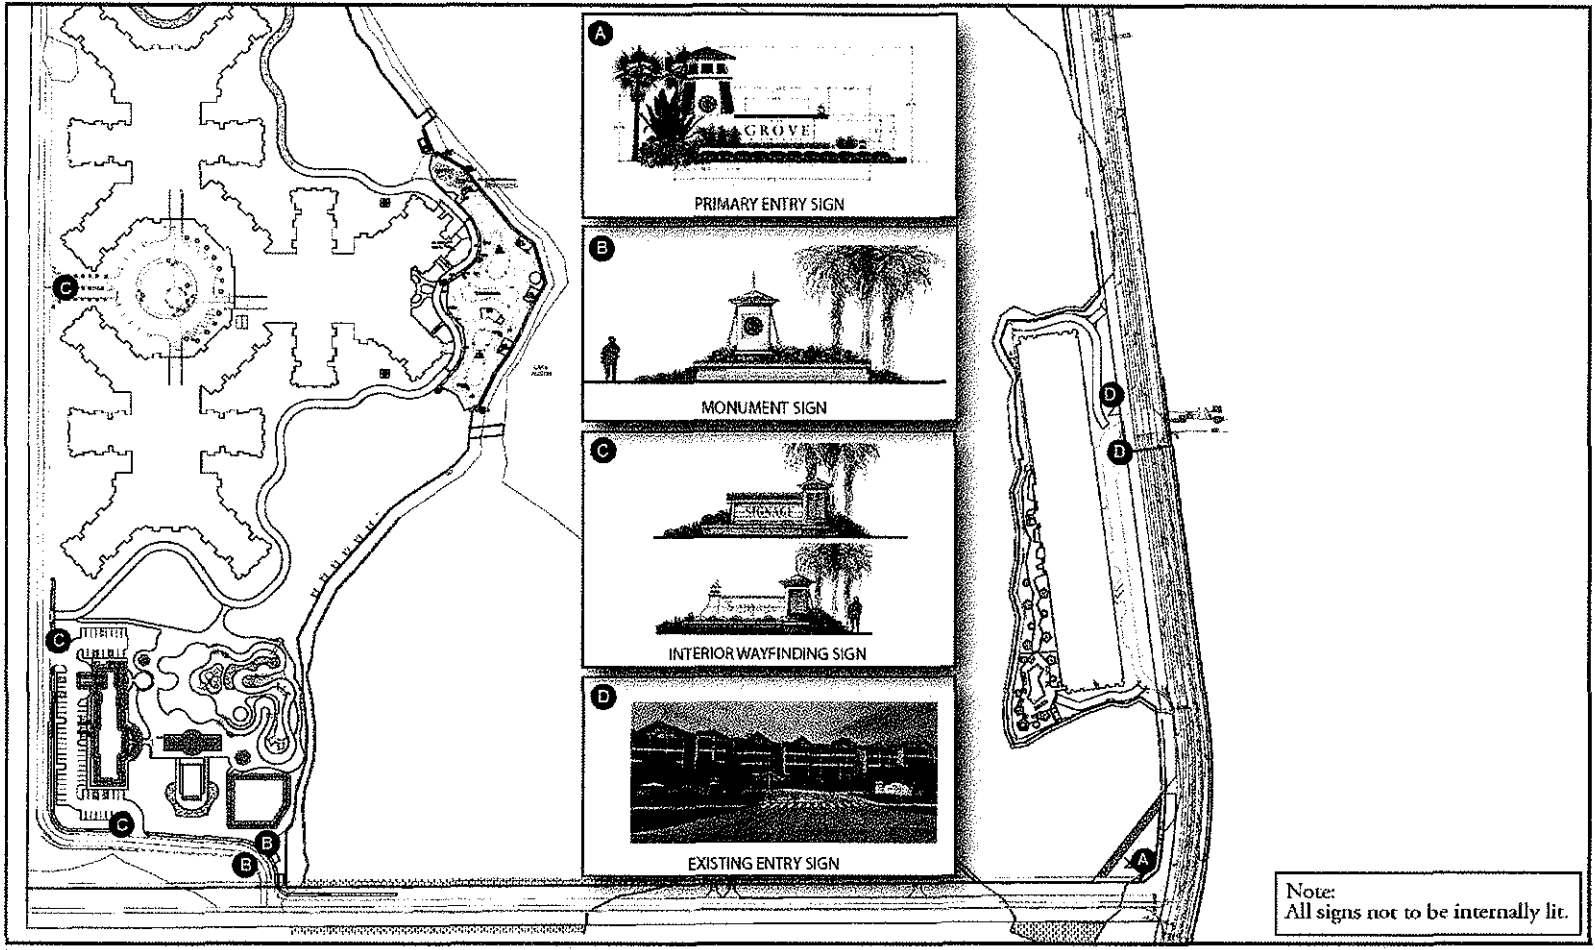 A
GROVE
PRIMARY ENTRY SIGN
B
MONUMENT SIGN
C
SIGNAGE
INTERIOR WAYFINDING SIGN
D
EXISTING ENTRY SIGN
C
C
C
B
B
D
D
A
Note:
All signs not to be internally lit.